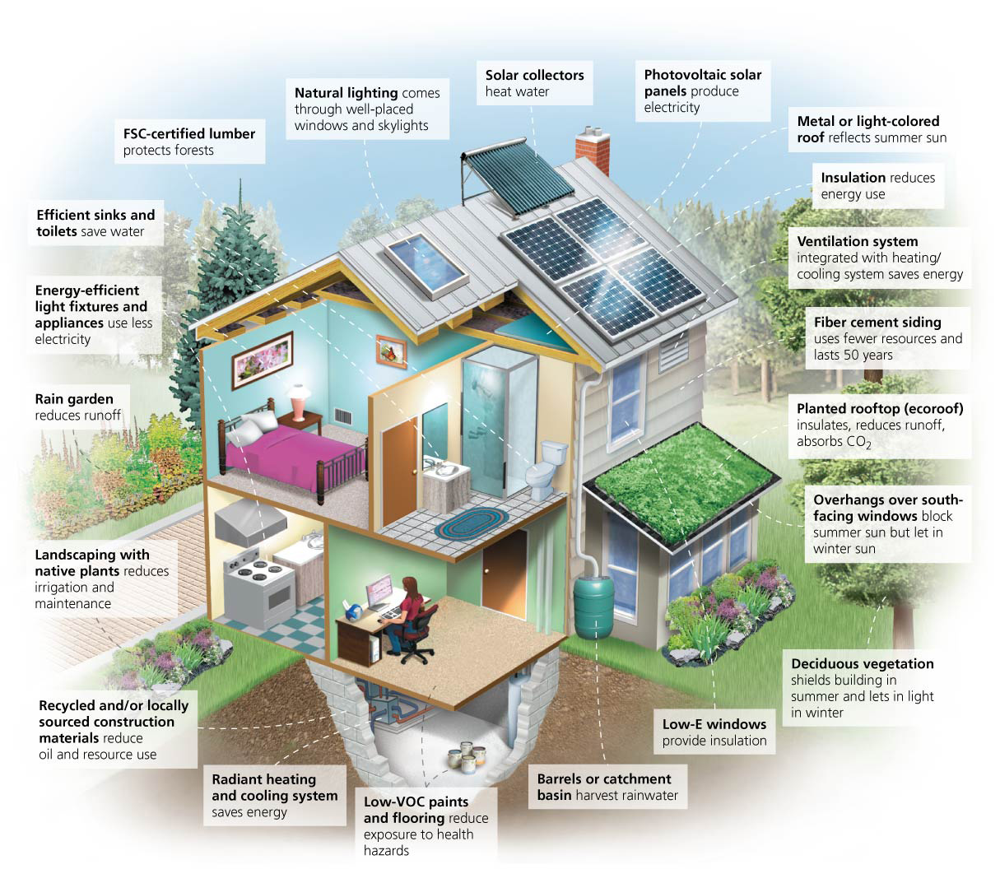 Solar collectors
heat water
Photovoltaic solar
panels produce
electricity
Natural lighting comes
through well-placed
windows and skylights
Metal or light-colored
roof reflects summer sun
FSC-certified lumber
protects forests
Insulation reduces
energy use
Efficient sinks and
toilets save water
Ventilation system
integrated with heating/
cooling system saves energy
Energy-efficient
light fixtures and
appliances use less
electricity
Fiber cement siding
uses fewer resources and
lasts 50 years
Rain garden
reduces runoff
Planted rooftop (ecoroof)
insulates, reduces runoff,
absorbs CO₂
Overhangs over south-
facing windows block
summer sun but let in
winter sun
Landscaping with
native plants reduces
irrigation and
maintenance
Deciduous vegetation
shields building in
summer and lets in light
in winter
Recycled and/or locally
sourced construction
materials reduce
oil and resource use
Low-E windows
provide insulation
Radiant heating
and cooling system
saves energy
Barrels or catchment
basin harvest rainwater
Low-VOC paints
and flooring reduce
exposure to health
hazards